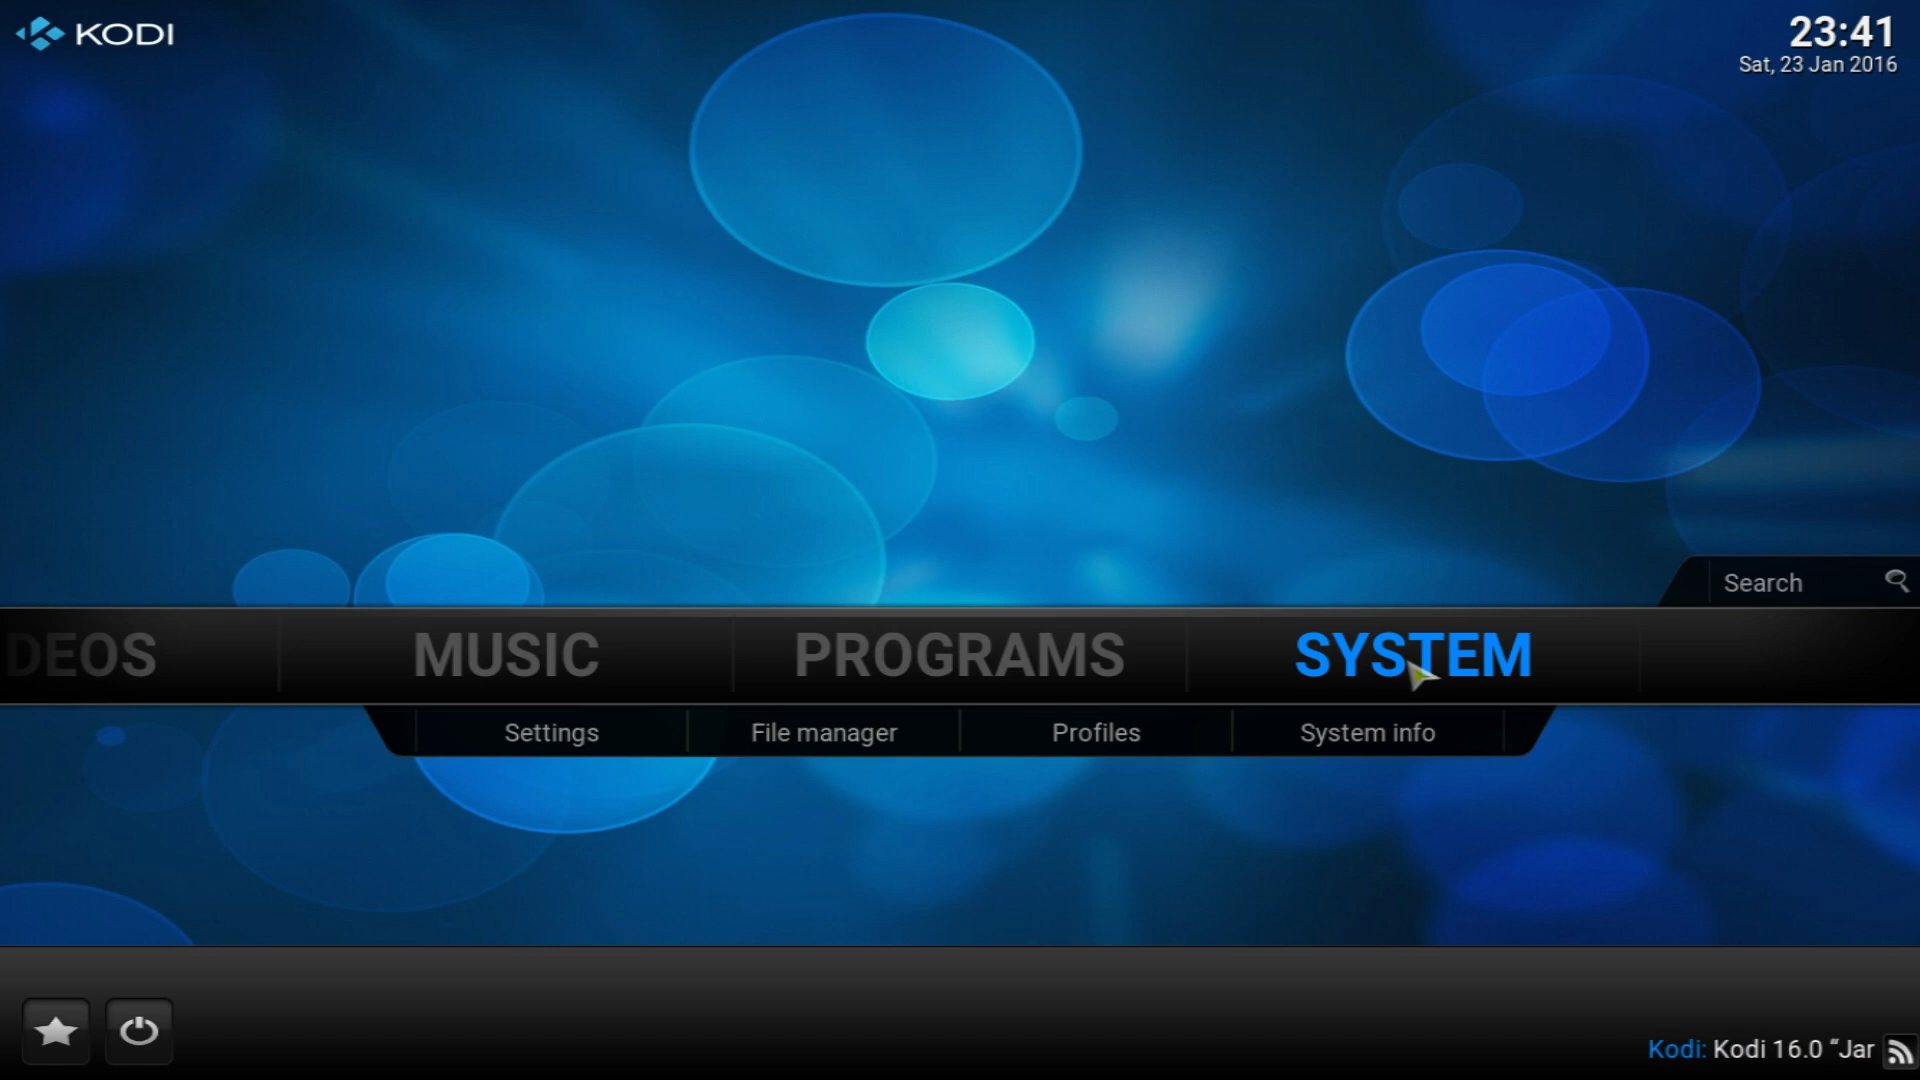 KODI
23:41
Sat, 23 Jan 2016
Search
DEOS
MUSIC
PROGRAMS
SYSTEM
Settings
File manager
Profiles
System info
Kodi: Kodi 16.0 “Jar